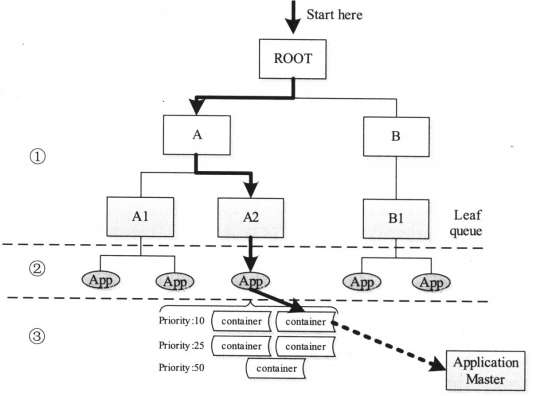 Start here
ROOT
A
B
①
A1
A2
B1
Leaf
queue
②
App
App
App
App
App
③
Priority:10
container
container
Priority:25
container
container
Priority:50
container
Application
Master